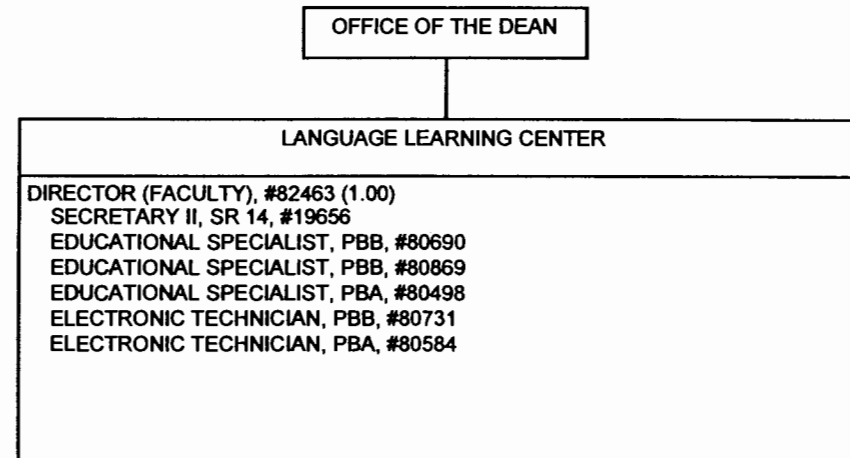 OFFICE OF THE DEAN
LANGUAGE LEARNING CENTER
DIRECTOR (FACULTY), #82463 (1.00)
SECRETARY II, SR 14, #19656
EDUCATIONAL SPECIALIST, PBB, #80690
EDUCATIONAL SPECIALIST, PBB, #80869
EDUCATIONAL SPECIALIST, PBA, #80498
ELECTRONIC TECHNICIAN, PBB, #80731
ELECTRONIC TECHNICIAN, PBA, #80584